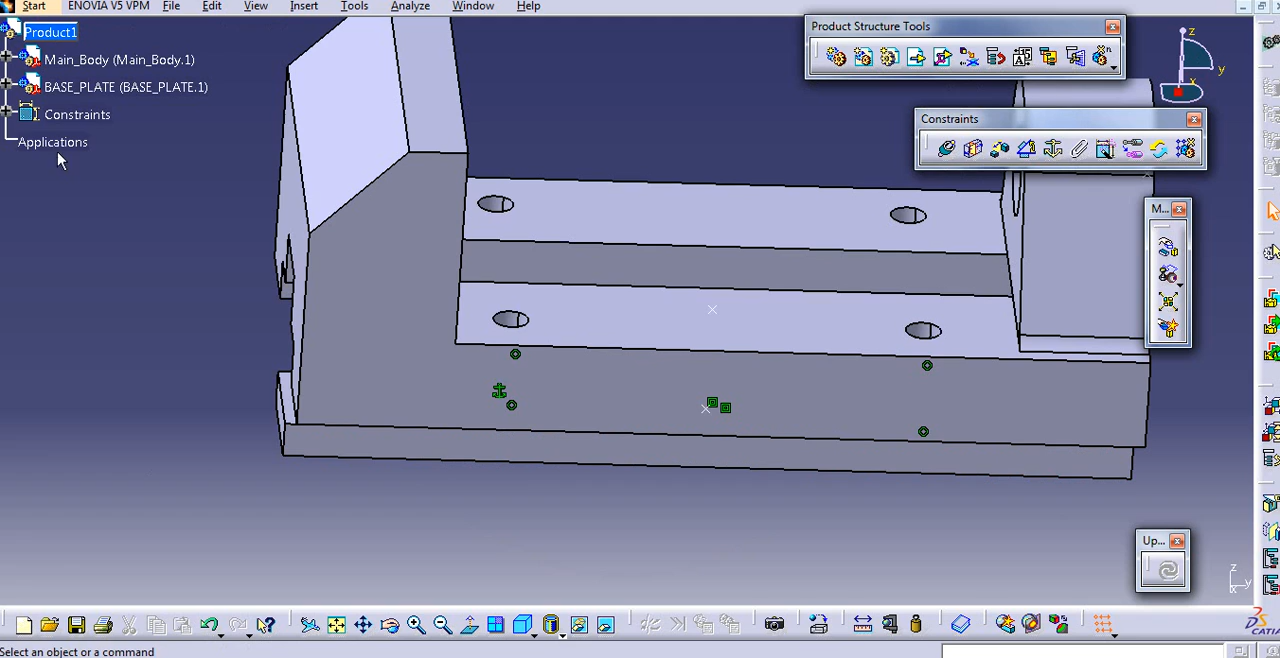 Start ENOVIA V5 VPM File Edit View Insert Tools Analyze Window Help
Product1
Main_Body (Main_Body.1)
BASE_PLATE (BASE_PLATE.1)
Constraints
Applications
Product Structure Tools
Constraints
M...
Up...
z
y
x
z
y
x
CATIA
Select an object or a command